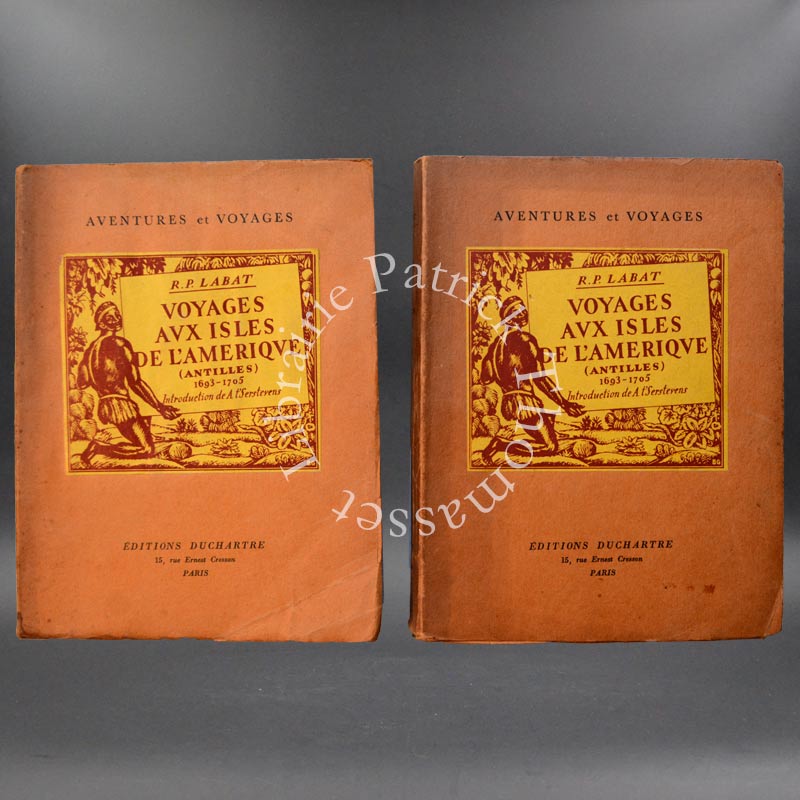 AVENTURES et VOYAGES
R.P. LABAT
VOYAGES
AVX ISLES
DE L'AMERIQVE
(ANTILLES)
1693-1705
Introduction de A t'Serstevens
ÉDITIONS DUCHARTRE
15, rue Ernest Cresson
PARIS
AVENTURES et VOYAGES
R.P. LABAT
VOYAGES
AVX ISLES
DE L'AMERIQVE
(ANTILLES)
1693-1705
Introduction de A t'Serstevens
ÉDITIONS DUCHARTRE
15, rue Ernest Cresson
PARIS
Librairie Patrick Thomasset